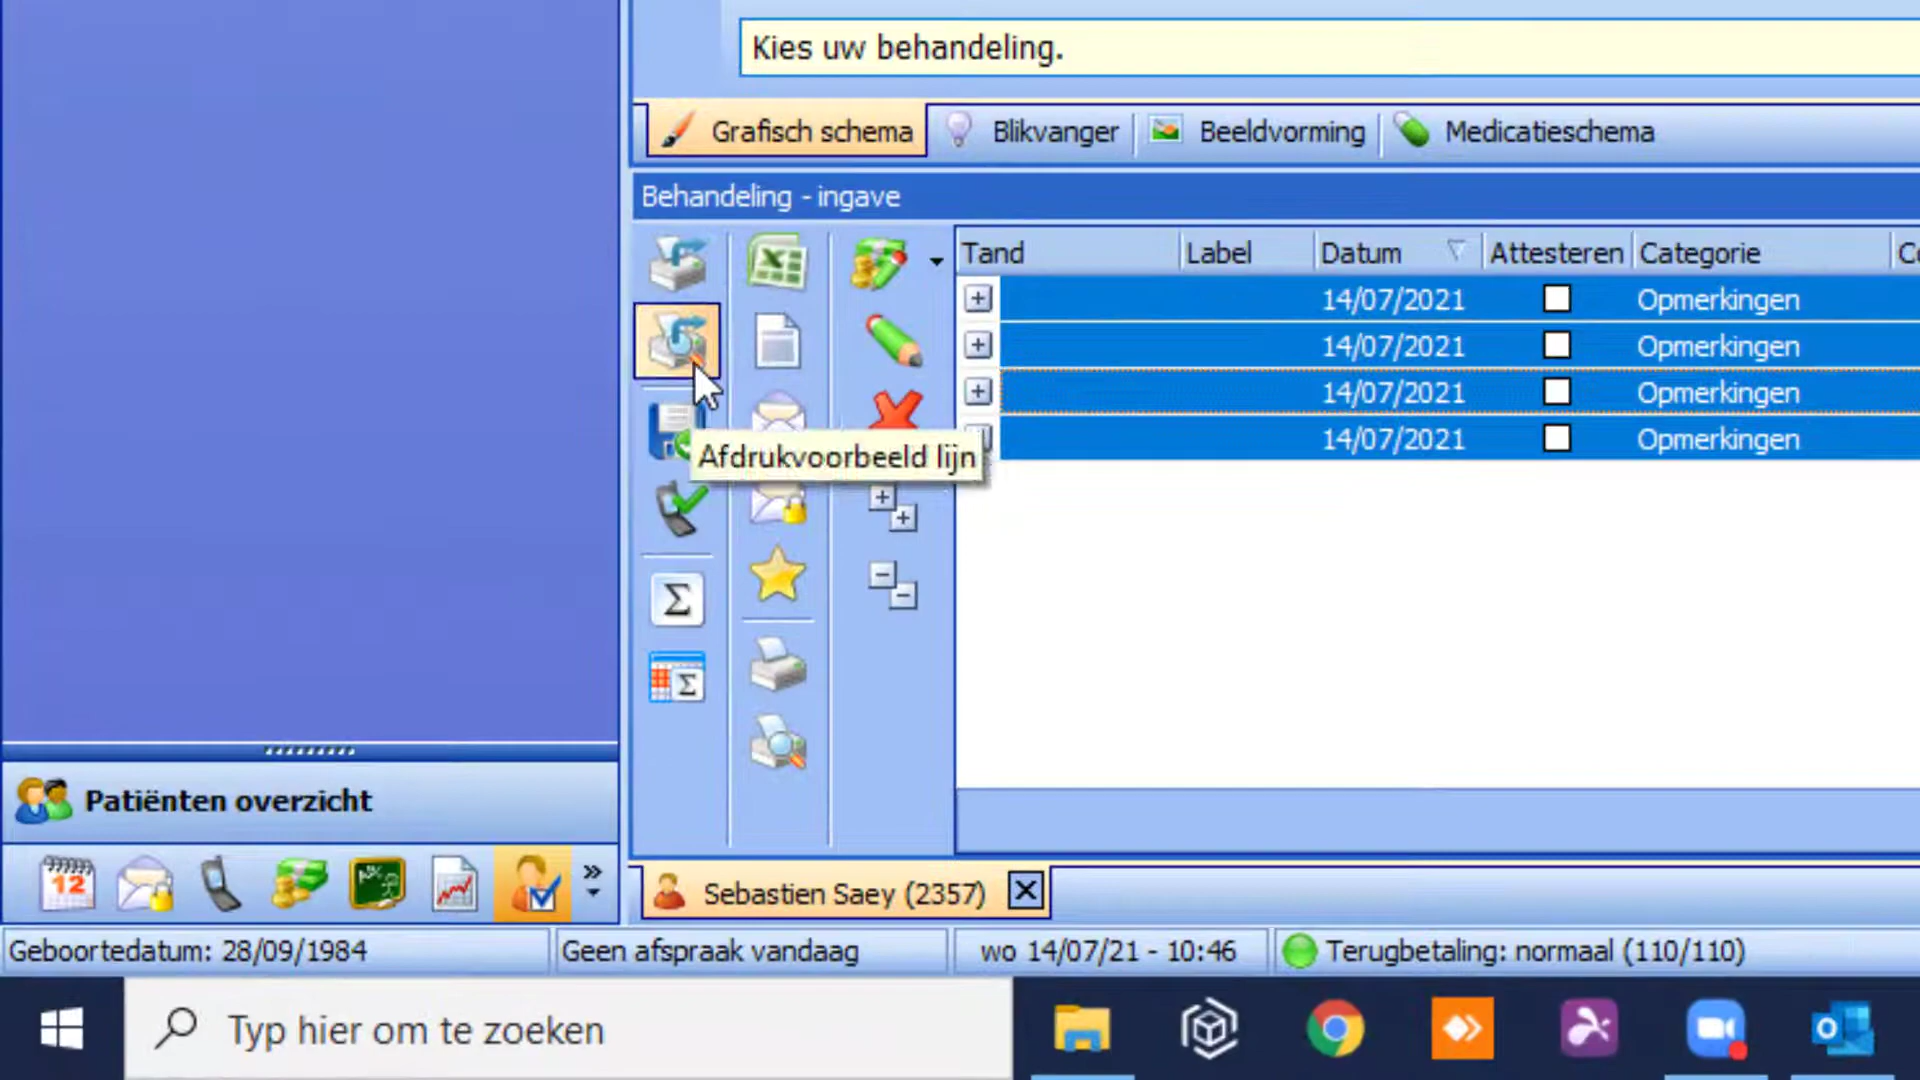 Kies uw behandeling.
Grafisch schema Blikvanger Beeldvorming Medicatieschema
Behandeling - ingave
Tand Label Datum Attesteren Categorie
14/07/2021 Opmerkingen
14/07/2021 Opmerkingen
14/07/2021 Opmerkingen
14/07/2021 Opmerkingen
Afdrukvoorbeeld lijn
Σ
Σ
Patiënten overzicht
12
Sebastien Saey (2357)
Geboortedatum: 28/09/1984 Geen afspraak vandaag wo 14/07/21 - 10:46 Terugbetaling: normaal (110/110)
Typ hier om te zoeken